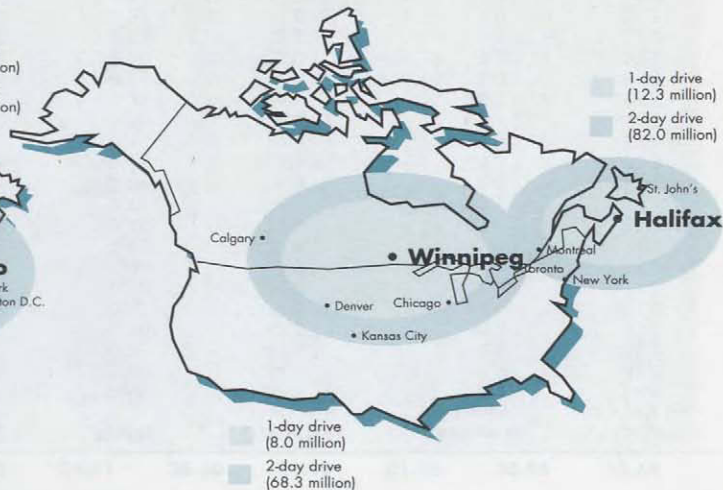 on)
on)
1-day drive
(12.3 million)
2-day drive
(82.0 million)
St. John's
Halifax
Calgary
Montreal
Winnipeg
Toronto
New York
o
rk
ton D.C.
Denver
Chicago
Kansas City
1-day drive
(8.0 million)
2-day drive
(68.3 million)